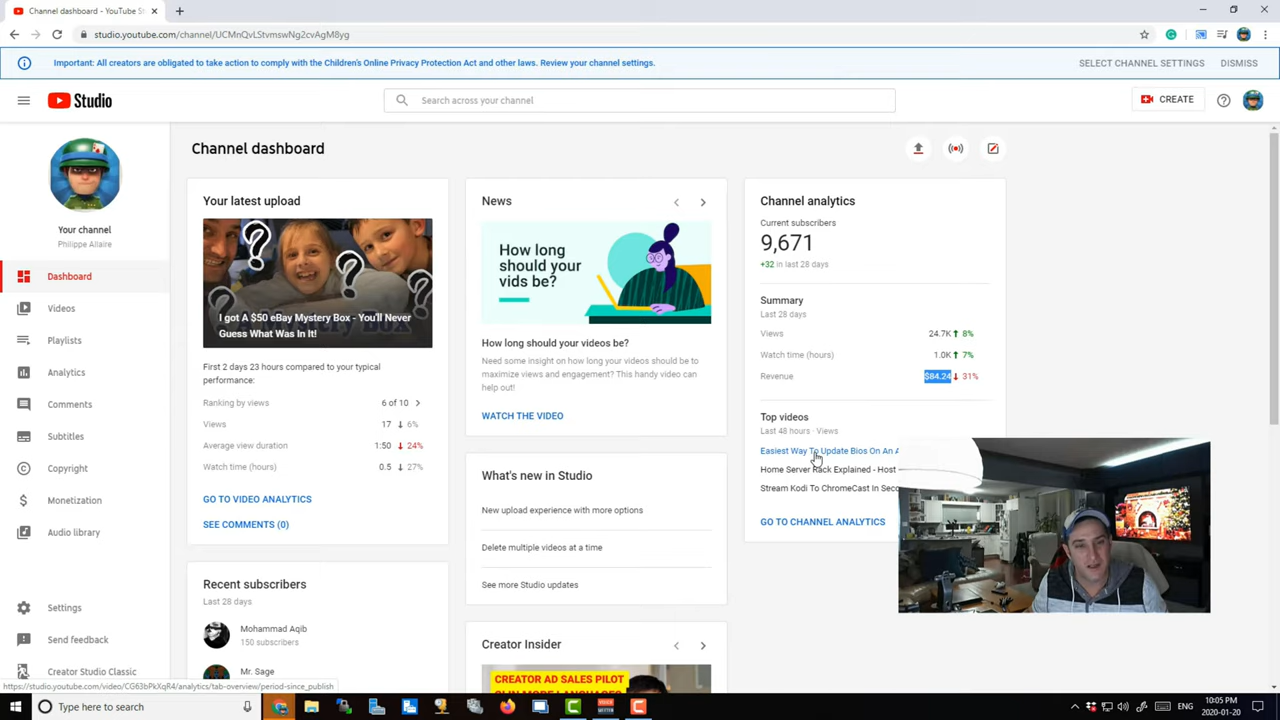 Channel dashboard - YouTube St
studio.youtube.com/channel/UCMnQvLStvmswNg2cvAgM8yg
Important: All creators are obligated to take action to comply with the Children's Online Privacy Protection Act and other laws. Review your channel settings.
SELECT CHANNEL SETTINGS
DISMISS
Studio
Search across your channel
CREATE
Your channel
Philippe Allaire
Dashboard
Videos
Playlists
Analytics
Comments
Subtitles
Copyright
Monetization
Audio library
Settings
Send feedback
Creator Studio Classic
Channel dashboard
Your latest upload
I got A $50 eBay Mystery Box - You'll Never
Guess What Was In It!
First 2 days 23 hours compared to your typical
performance:
Ranking by views 6 of 10
Views 17 6%
Average view duration 1:50 24%
Watch time (hours) 0.5 27%
GO TO VIDEO ANALYTICS
SEE COMMENTS (0)
Recent subscribers
Last 28 days
Mohammad Aqib
150 subscribers
Mr. Sage
News
How long
should your
vids be?
How long should your videos be?
Need some insight on how long your videos should be to
maximize views and engagement? This handy video can
help out!
WATCH THE VIDEO
What's new in Studio
New upload experience with more options
Delete multiple videos at a time
See more Studio updates
Creator Insider
CREATOR AD SALES PILOT
Channel analytics
Current subscribers
9,671
+32 in last 28 days
Summary
Last 28 days
Views 24.7K 8%
Watch time (hours) 1.0K 7%
Revenue $84.24 31%
Top videos
Last 48 hours · Views
Easiest Way To Update Bios On An A
Home Server Rack Explained - Host
Stream Kodi To ChromeCast In Seco
GO TO CHANNEL ANALYTICS
https://studio.youtube.com/video/CG63bPkXqR4/analytics/tab-overview/period-since_publish
Type here to search
ENG
10:05 PM
2020-01-20